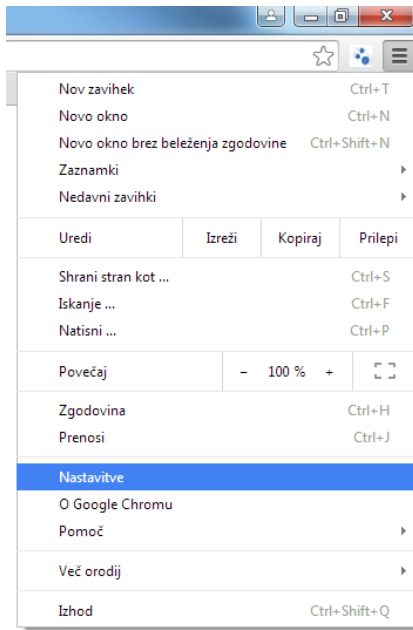 Nov zavihek Ctrl+T
Novo okno Ctrl+N
Novo okno brez beleženja zgodovine Ctrl+Shift+N
Zaznamki
Nedavni zavihki
Uredi Izreži Kopiraj Prilepi
Shrani stran kot ... Ctrl+S
Iskanje ... Ctrl+F
Natisni ... Ctrl+P
Povečaj − 100 % +
Zgodovina Ctrl+H
Prenosi Ctrl+J
Nastavitve
O Google Chromu
Pomoč
Več orodij
Izhod Ctrl+Shift+Q